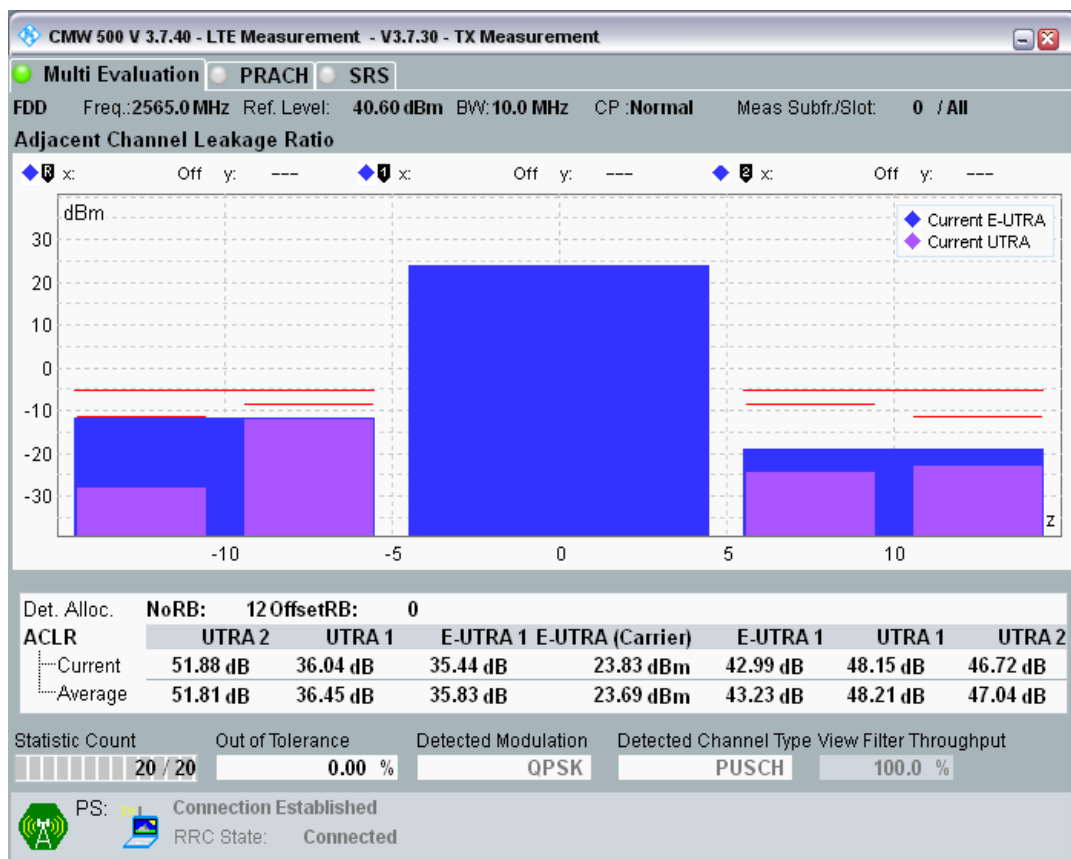 CMW 500 V 3.7.40 - LTE Measurement - V3.7.30 - TX Measurement
Multi Evaluation PRACH SRS
FDD Freq.:2565.0 MHz Ref. Level: 40.60 dBm BW:10.0 MHz CP :Normal Meas Subfr./Slot: 0 / All
Adjacent Channel Leakage Ratio
R x: Off y: --- 1 x: Off y: --- 2 x: Off y: ---
dBm
Current E-UTRA
Current UTRA
30
20
10
0
-10
-20
-30
z
-10 -5 0 5 10
Det. Alloc. NoRB: 12 OffsetRB: 0
ACLR UTRA 2 UTRA 1 E-UTRA 1 E-UTRA (Carrier) E-UTRA 1 UTRA 1 UTRA 2
Current 51.88 dB 36.04 dB 35.44 dB 23.83 dBm 42.99 dB 48.15 dB 46.72 dB
Average 51.81 dB 36.45 dB 35.83 dB 23.69 dBm 43.23 dB 48.21 dB 47.04 dB
Statistic Count Out of Tolerance Detected Modulation Detected Channel Type View Filter Throughput
20 / 20 0.00 % QPSK PUSCH 100.0 %
PS: Connection Established
RRC State: Connected